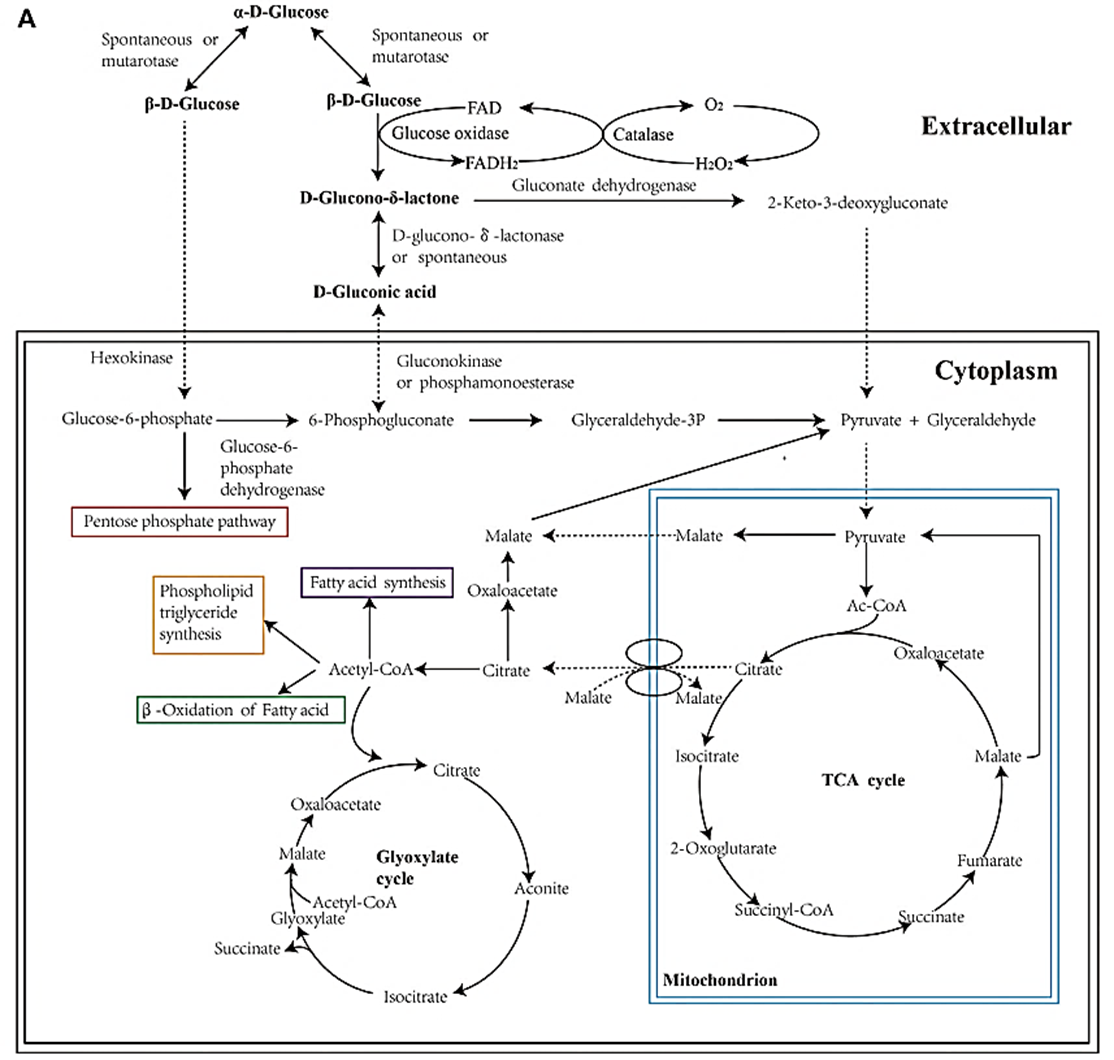 A
α-D-Glucose
Spontaneous or
mutarotase
Spontaneous or
mutarotase
β-D-Glucose
β-D-Glucose
FAD
O₂
Glucose oxidase
Catalase
Extracellular
FADH₂
H₂O₂
D-Glucono-δ-lactone
Gluconate dehydrogenase
2-Keto-3-deoxygluconate
D-glucono- δ -lactonase
or spontaneous
D-Gluconic acid
Hexokinase
Gluconokinase
or phosphamonoesterase
Cytoplasm
Glucose-6-phosphate
6-Phosphogluconate
Glyceraldehyde-3P
Pyruvate + Glyceraldehyde
Glucose-6-
phosphate
dehydrogenase
Pentose phosphate pathway
Malate
Malate
Pyruvate
Phospholipid
triglyceride
synthesis
Fatty acid synthesis
Oxaloacetate
Ac-CoA
Oxaloacetate
Acetyl-CoA
Citrate
Citrate
Malate
Malate
β -Oxidation of Fatty acid
Isocitrate
TCA cycle
Malate
Citrate
Oxaloacetate
Malate
Glyoxylate
cycle
2-Oxoglutarate
Fumarate
Aconite
Acetyl-CoA
Glyoxylate
Succinyl-CoA
Succinate
Succinate
Isocitrate
Mitochondrion